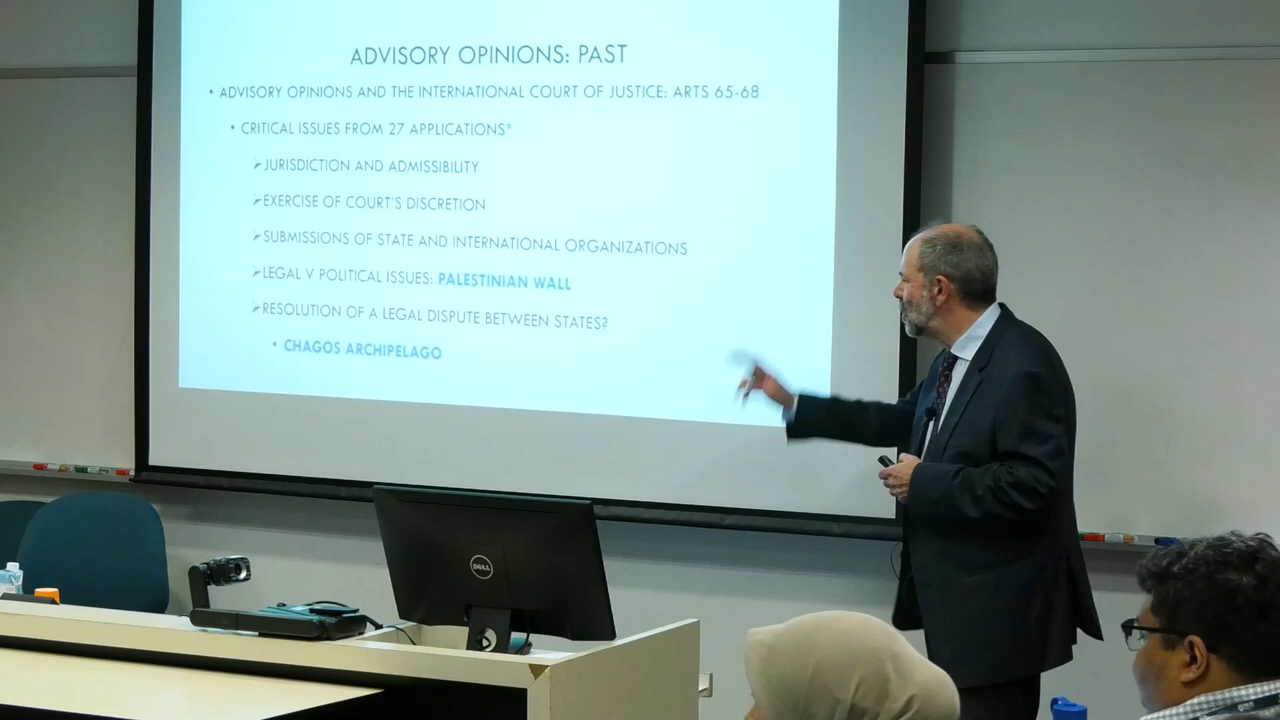 ADVISORY OPINIONS: PAST
• ADVISORY OPINIONS AND THE INTERNATIONAL COURT OF JUSTICE: ARTS 65-68
• CRITICAL ISSUES FROM 27 APPLICATIONS*
➢JURISDICTION AND ADMISSIBILITY
➢EXERCISE OF COURT'S DISCRETION
➢SUBMISSIONS OF STATE AND INTERNATIONAL ORGANIZATIONS
➢LEGAL V POLITICAL ISSUES: PALESTINIAN WALL
➢RESOLUTION OF A LEGAL DISPUTE BETWEEN STATES?
• CHAGOS ARCHIPELAGO
DELL